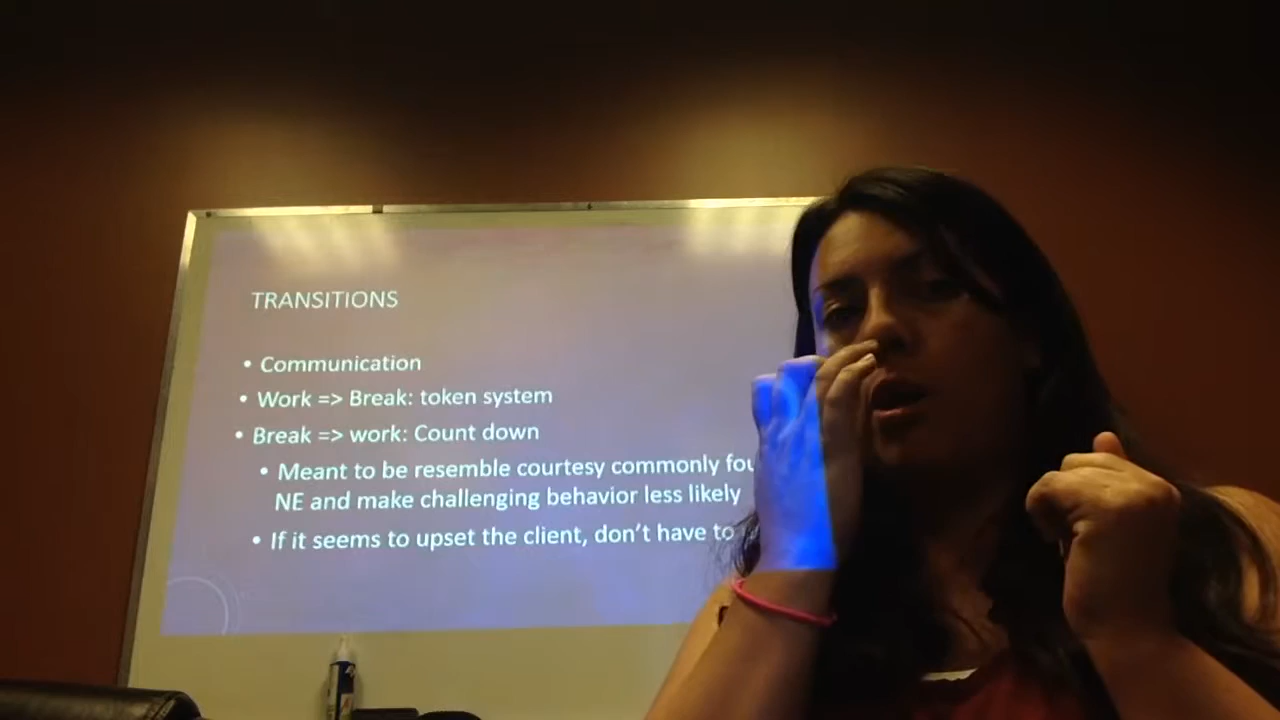 TRANSITIONS
• Communication
• Work => Break: token system
• Break => work: Count down
• Meant to be resemble courtesy commonly fou
NE and make challenging behavior less likely
• If it seems to upset the client, don't have to